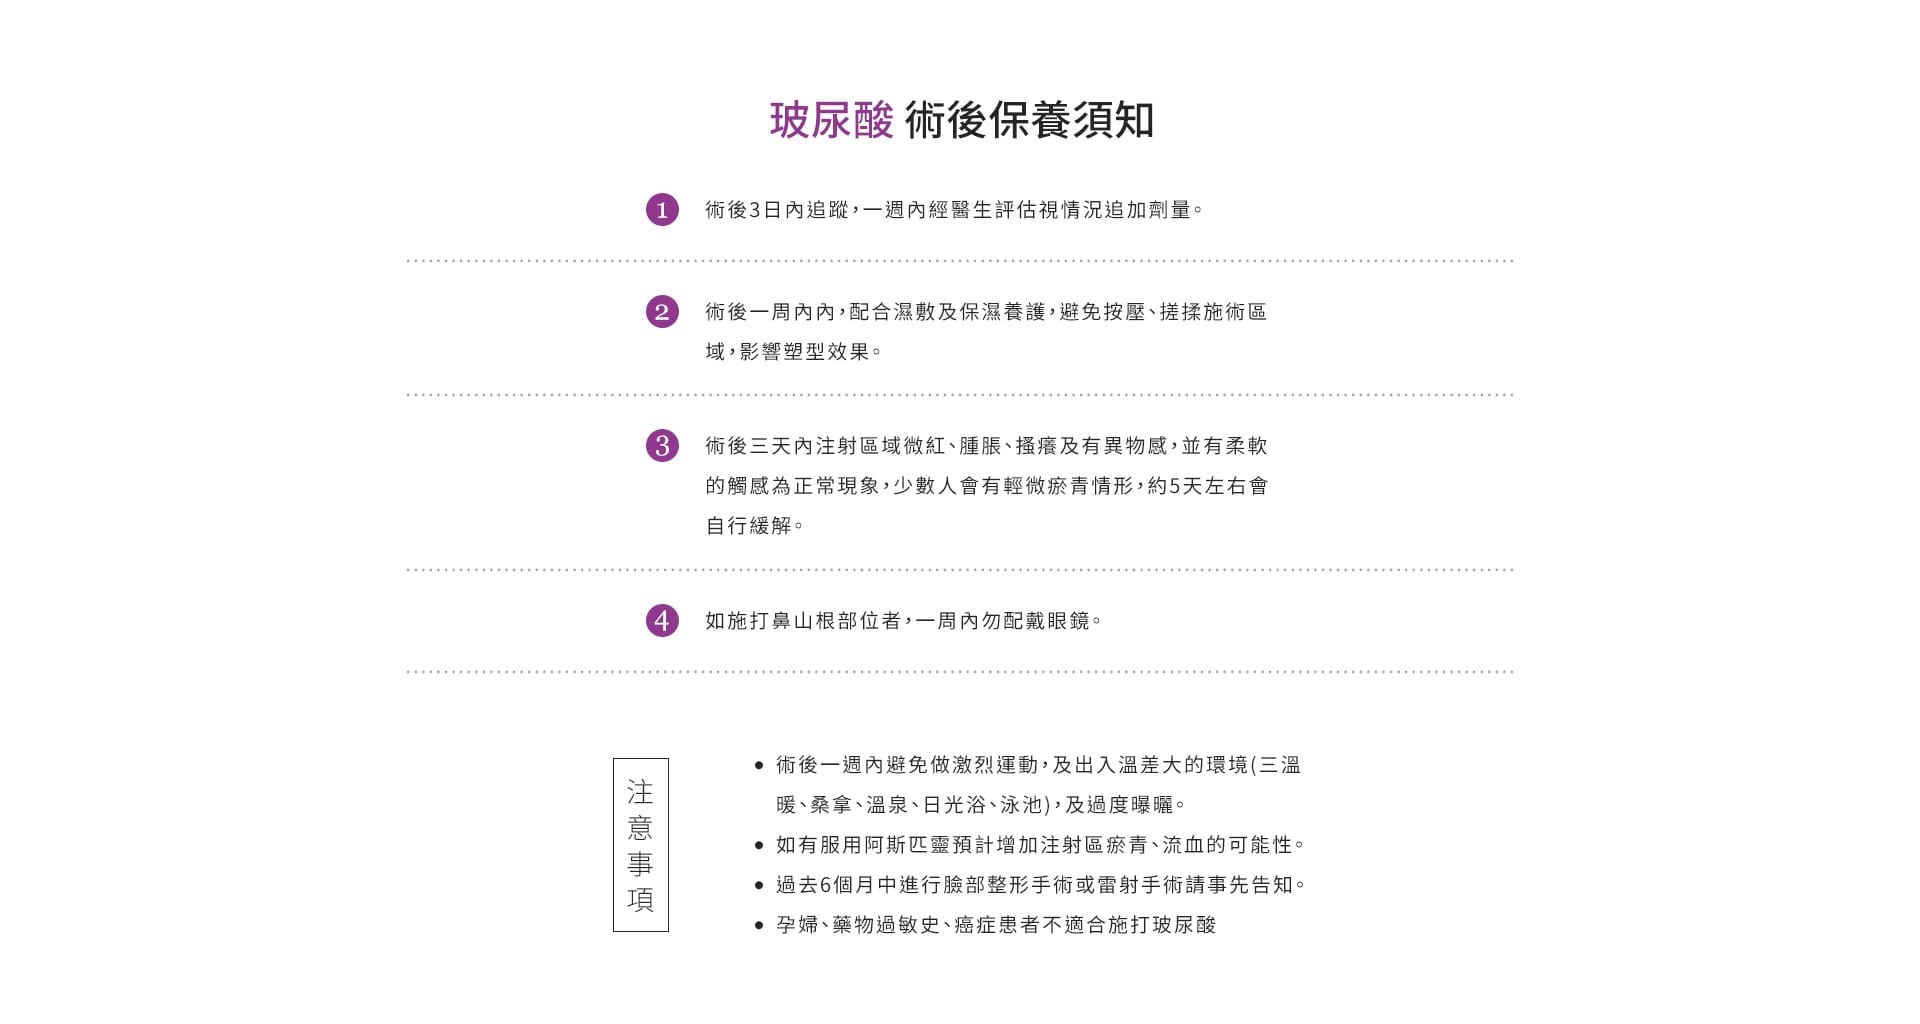 玻尿酸 術後保養須知
1 術後3日內追蹤，一週內經醫生評估視情況追加劑量。
2 術後一周內內，配合濕敷及保濕養護，避免按壓、搓揉施術區
域，影響塑型效果。
3 術後三天內注射區域微紅、腫脹、搔癢及有異物感，並有柔軟
的觸感為正常現象，少數人會有輕微瘀青情形，約5天左右會
自行緩解。
4 如施打鼻山根部位者，一周內勿配戴眼鏡。
注意事項
• 術後一週內避免做激烈運動，及出入溫差大的環境(三溫
暖、桑拿、溫泉、日光浴、泳池)，及過度曝曬。
• 如有服用阿斯匹靈預計增加注射區瘀青、流血的可能性。
• 過去6個月中進行臉部整形手術或雷射手術請事先告知。
• 孕婦、藥物過敏史、癌症患者不適合施打玻尿酸